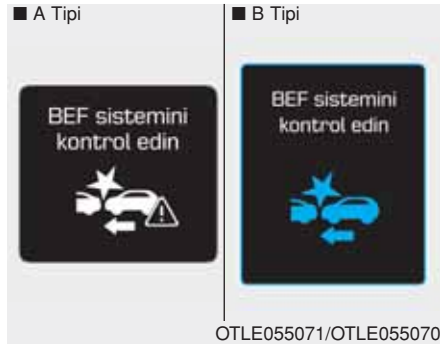 ■ A Tipi
■ B Tipi
BEF sistemini
kontrol edin
BEF sistemini
kontrol edin
OTLE055071/OTLE055070